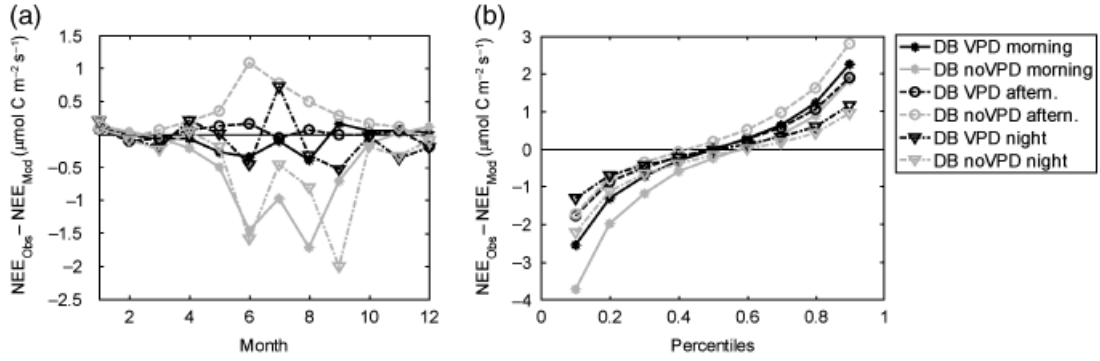 (a)
1.5
1
0.5
0
−0.5
−1
−1.5
−2
−2.5
2 4 6 8 10 12
Month
NEE_Obs – NEE_Mod (μmol C m⁻² s⁻¹)
(b)
3
2
1
0
−1
−2
−3
−4
0 0.2 0.4 0.6 0.8 1
Percentiles
NEE_Obs – NEE_Mod (μmol C m⁻² s⁻¹)
DB VPD morning
DB noVPD morning
DB VPD aftern.
DB noVPD aftern.
DB VPD night
DB noVPD night